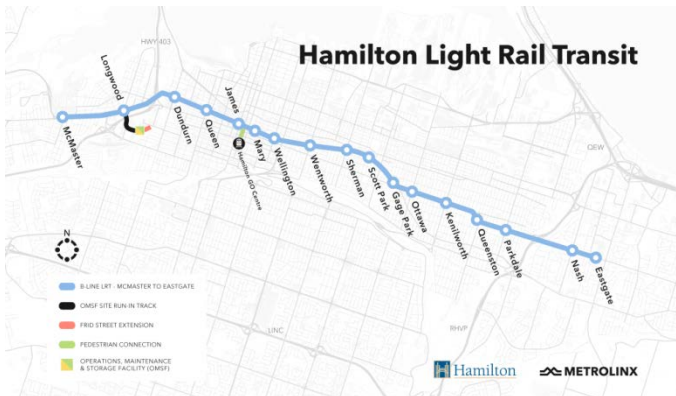 Hamilton Light Rail Transit
HWY 403
Longwood
McMaster
Dundurn
Queen
James
Hamilton GO Centre
Mary
Wellington
Wentworth
Sherman
Scott Park
Gage Park
Ottawa
Kenilworth
Queenston
Parkdale
Nash
Eastgate
QEW
N
B-LINE LRT - MCMASTER TO EASTGATE
OMSF SITE RUN-IN TRACK
FRID STREET EXTENSION
PEDESTRIAN CONNECTION
OPERATIONS, MAINTENANCE
& STORAGE FACILITY (OMSF)
LINC
RHVP
Hamilton
METROLINX